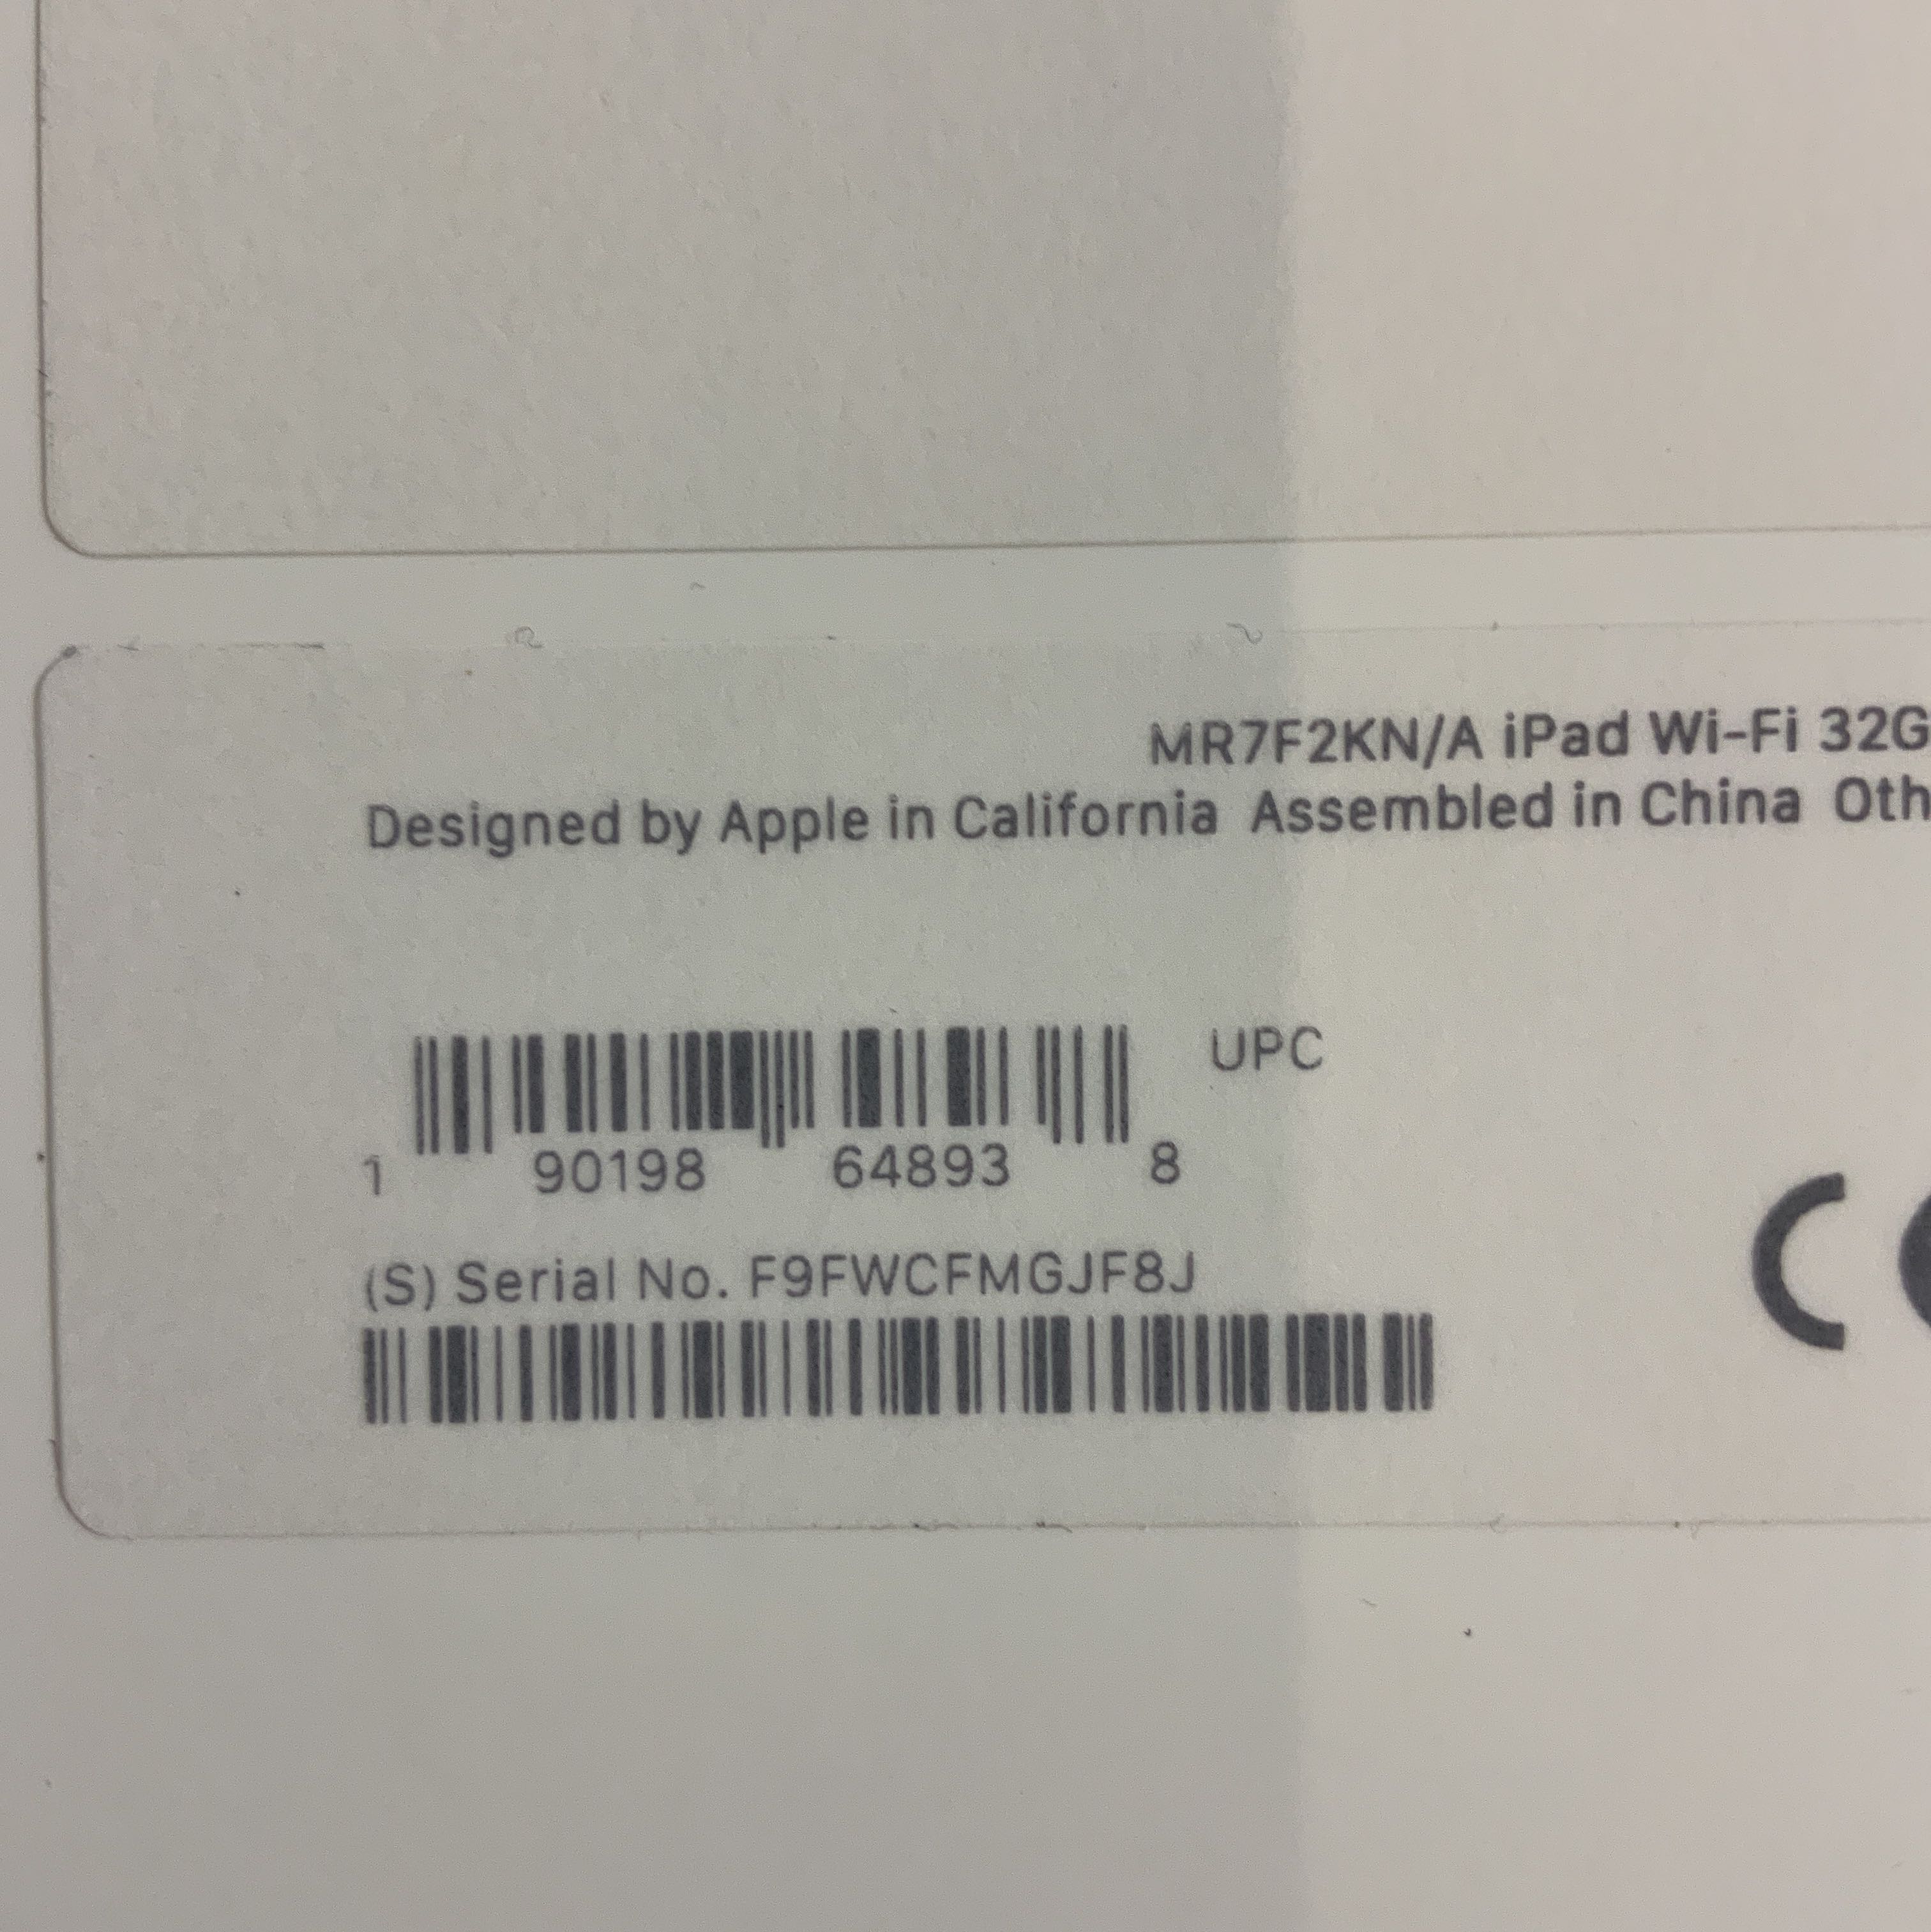 MR7F2KN/A iPad Wi-Fi 32G
Designed by Apple in California Assembled in China Oth
UPC
1 90198 64893 8
(S) Serial No. F9FWCFMGJF8J
CE